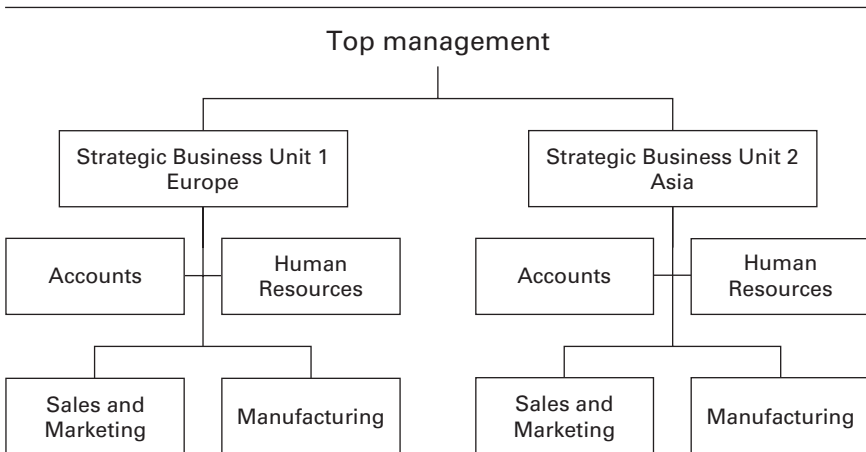 Top management
Strategic Business Unit 1
Europe
Strategic Business Unit 2
Asia
Accounts
Human
Resources
Accounts
Human
Resources
Sales and
Marketing
Manufacturing
Sales and
Marketing
Manufacturing